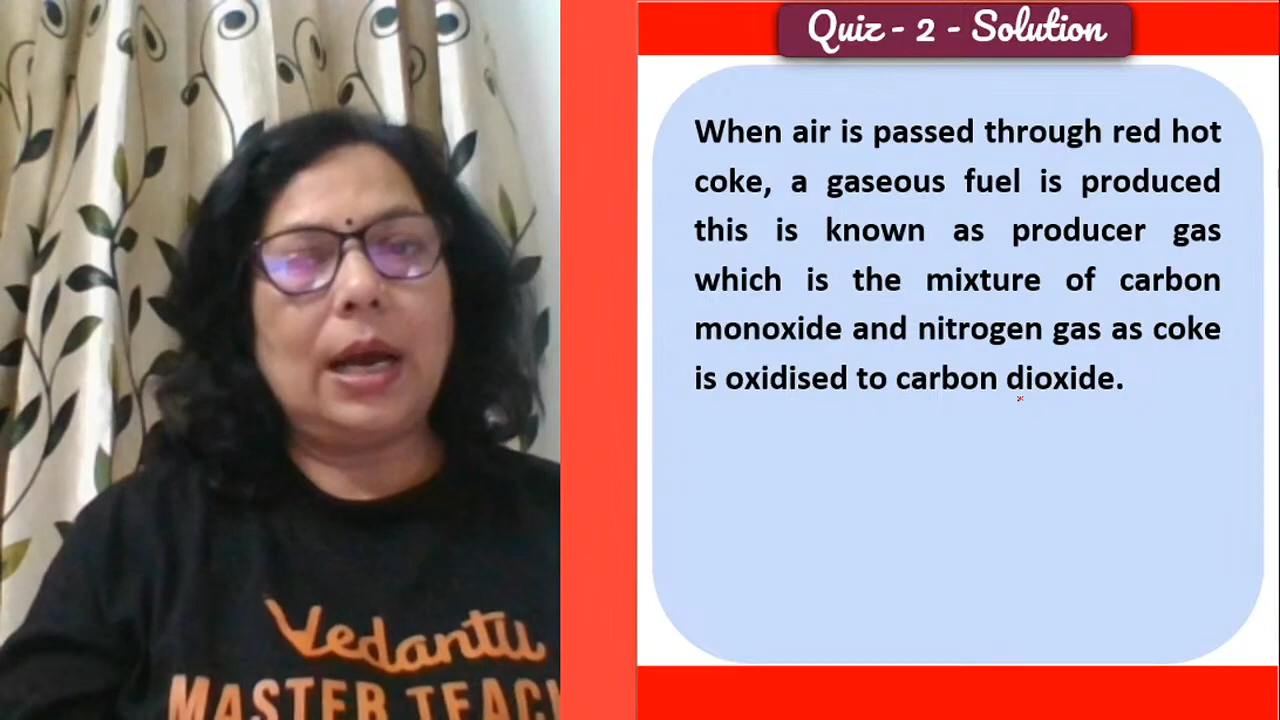 Quiz - 2 - Solution
When air is passed through red hot
coke, a gaseous fuel is produced
this is known as producer gas
which is the mixture of carbon
monoxide and nitrogen gas as coke
is oxidised to carbon dioxide.
Vedantu
MASTER TEACH